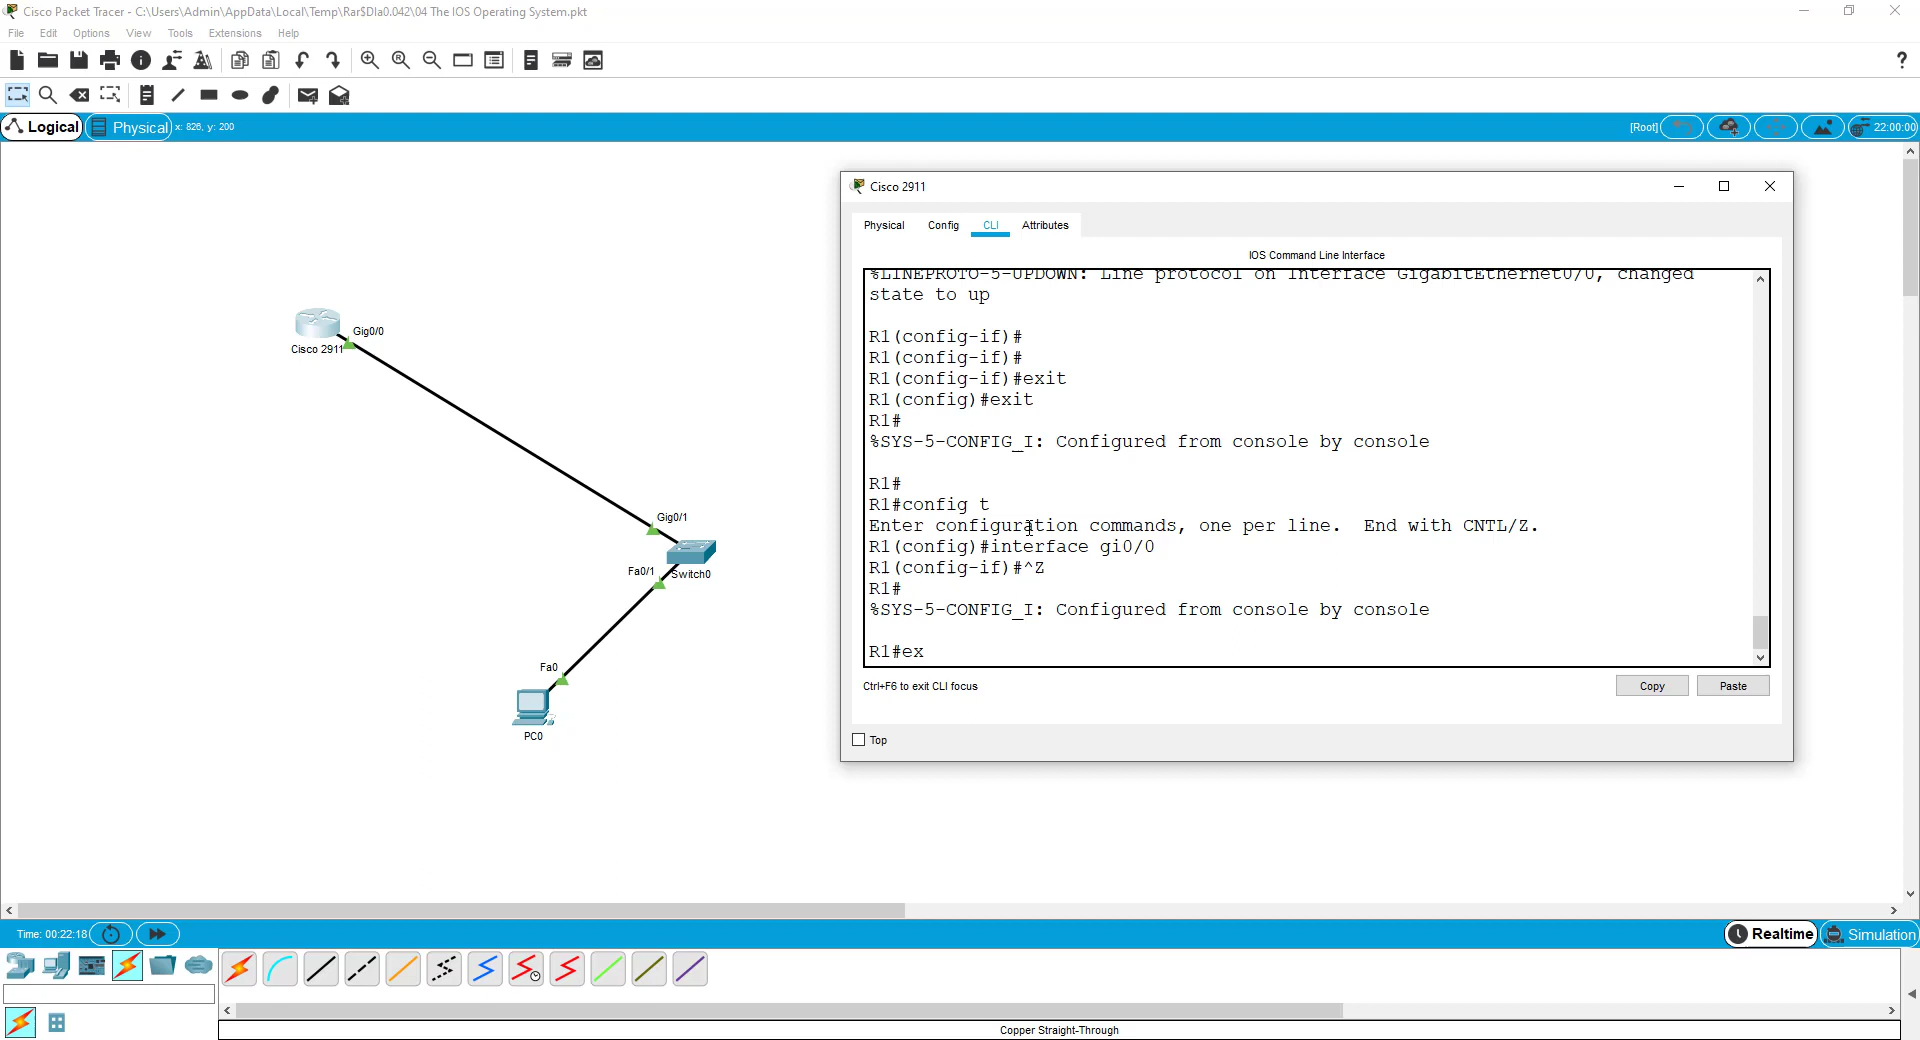 Cisco Packet Tracer - C:\Users\Admin\AppData\Local\Temp\Rar$DIa0.042\04 The IOS Operating System.pkt
File Edit Options View Tools Extensions Help
?
Logical Physical x: 826, y: 200 [Root] 22:00:00
Cisco 2911
Physical Config CLI Attributes
IOS Command Line Interface
%LINEPROTO-5-UPDOWN: Line protocol on Interface GigabitEthernet0/0, changed
state to up
R1(config-if)#
R1(config-if)#
R1(config-if)#exit
R1(config)#exit
R1#
%SYS-5-CONFIG_I: Configured from console by console
R1#
R1#config t
Enter configuration commands, one per line.  End with CNTL/Z.
R1(config)#interface gi0/0
R1(config-if)#^Z
R1#
%SYS-5-CONFIG_I: Configured from console by console
R1#ex
Ctrl+F6 to exit CLI focus
Copy Paste
Top
Gig0/0
Cisco 2911
Gig0/1
Fa0/1
Switch0
Fa0
PC0
Time: 00:22:18
Realtime Simulation
Copper Straight-Through